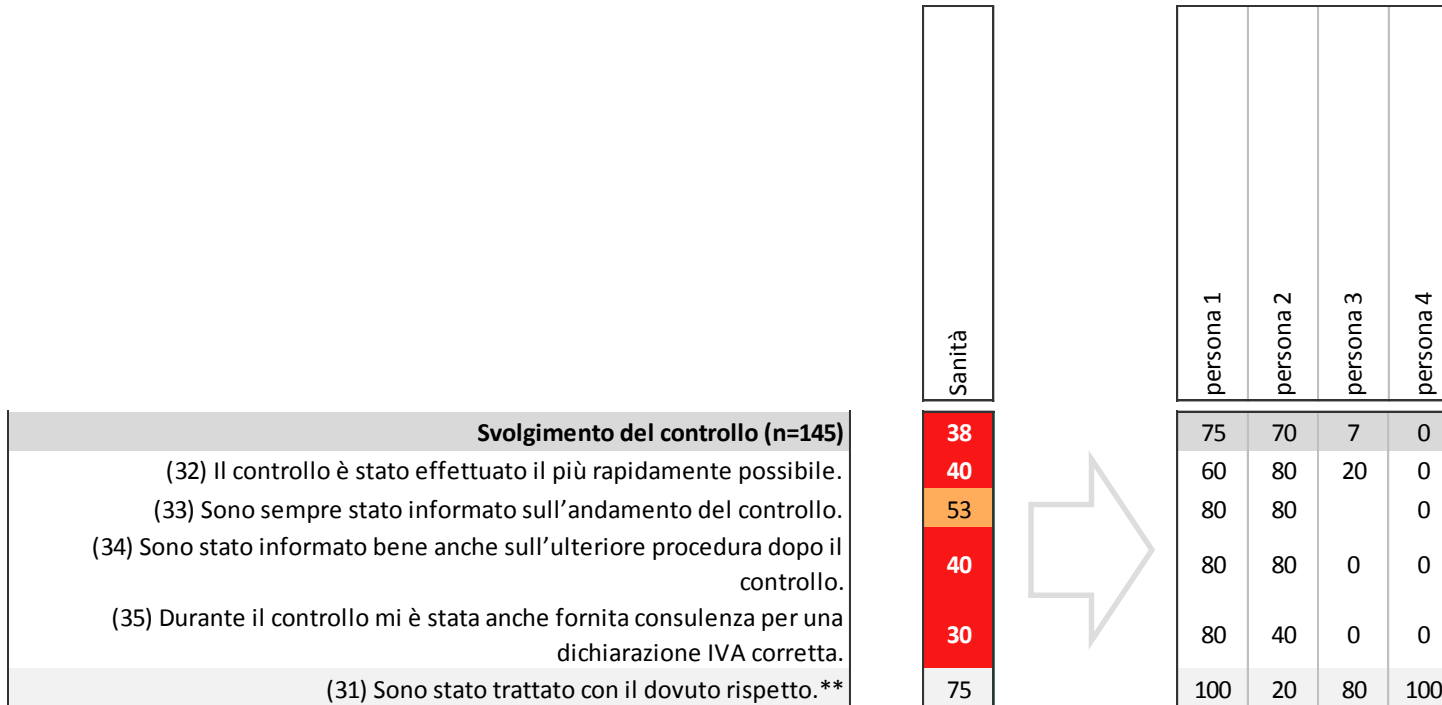 Sanità
persona 1
persona 2
persona 3
persona 4
Svolgimento del controllo (n=145) 38 75 70 7 0
(32) Il controllo è stato effettuato il più rapidamente possibile. 40 60 80 20 0
(33) Sono sempre stato informato sull’andamento del controllo. 53 80 80 0
(34) Sono stato informato bene anche sull’ulteriore procedura dopo il
controllo. 40 80 80 0 0
(35) Durante il controllo mi è stata anche fornita consulenza per una
dichiarazione IVA corretta. 30 80 40 0 0
(31) Sono stato trattato con il dovuto rispetto.** 75 100 20 80 100